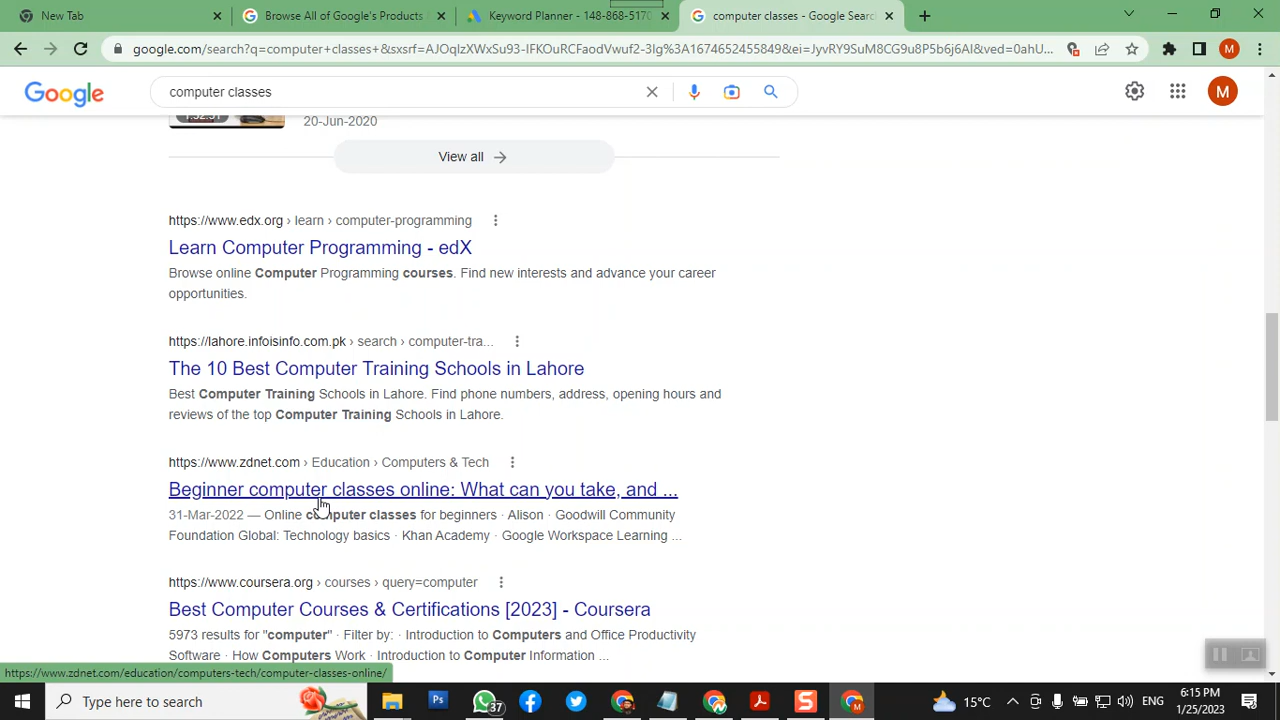 New Tab
Browse All of Google's Products
Keyword Planner - 148-868-5170
computer classes - Google Search
google.com/search?q=computer+classes+&sxsrf=AJOqIzXWxSu93-IFKOuRCFaodVwuf2-3Ig%3A1674652455849&ei=JyvRY9SuM8CG9u8P5b6j6AI&ved=0ahU...
M
Google
computer classes
M
1:32:51
20-Jun-2020
View all
https://www.edx.org › learn › computer-programming
Learn Computer Programming - edX
Browse online Computer Programming courses. Find new interests and advance your career
opportunities.
https://lahore.infoisinfo.com.pk › search › computer-tra...
The 10 Best Computer Training Schools in Lahore
Best Computer Training Schools in Lahore. Find phone numbers, address, opening hours and
reviews of the top Computer Training Schools in Lahore.
https://www.zdnet.com › Education › Computers & Tech
Beginner computer classes online: What can you take, and ...
31-Mar-2022 — Online computer classes for beginners · Alison · Goodwill Community
Foundation Global: Technology basics · Khan Academy · Google Workspace Learning ...
https://www.coursera.org › courses › query=computer
Best Computer Courses & Certifications [2023] - Coursera
5973 results for "computer" · Filter by: · Introduction to Computers and Office Productivity
Software · How Computers Work · Introduction to Computer Information ...
https://www.zdnet.com/education/computers-tech/computer-classes-online/
Type here to search
Ps
37
S
M
15°C
ENG
6:15 PM
1/25/2023